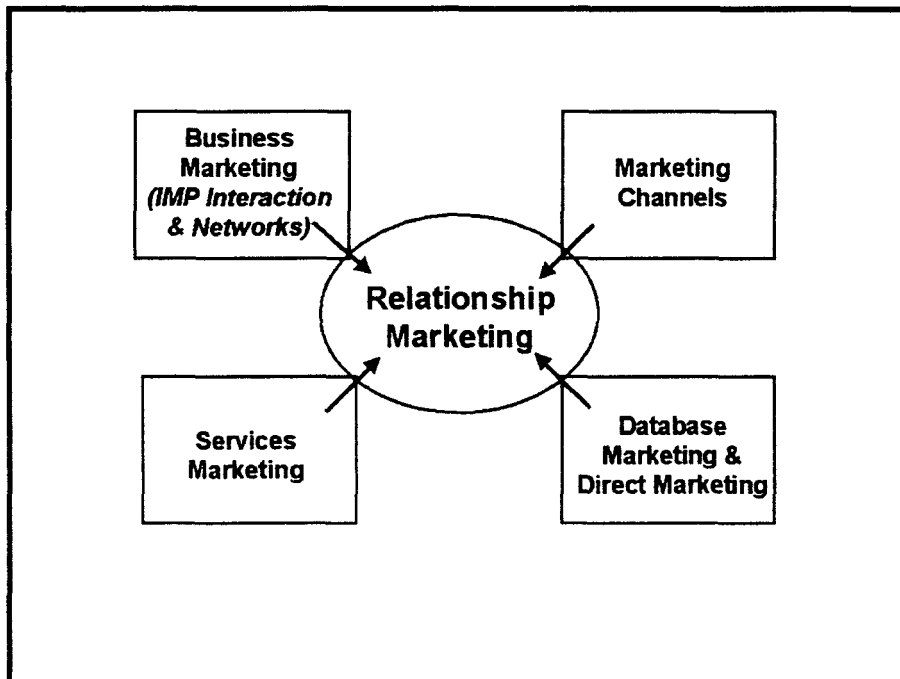 Business
Marketing
(IMP Interaction
& Networks)
Marketing
Channels
Relationship
Marketing
Services
Marketing
Database
Marketing &
Direct Marketing